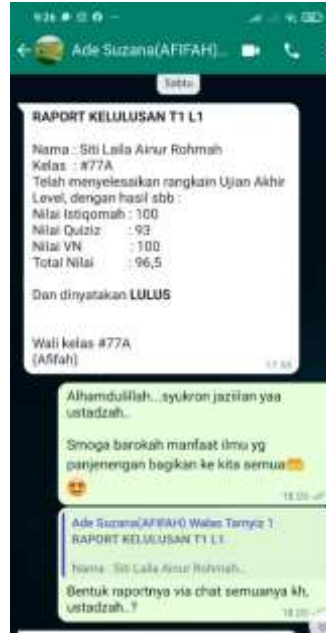 9:26
Ade Suzana(AFIFAH)...
Sabtu
RAPORT KELULUSAN T1 L1
Nama : Siti Laila Ainur Rohmah
Kelas : #77A
Telah menyelesaikan rangkain Ujian Akhir
Level, dengan hasil sbb :
Nilai Istiqomah : 100
Nilai Quiziz : 93
Nilai VN : 100
Total Nilai : 96,5
Dan dinyatakan LULUS
Wali kelas #77A
(Afifah)
Alhamdulillah...syukron jaziilan yaa
ustadzah..
Smoga barokah manfaat ilmu yg
panjenengan bagikan ke kita semua
Ade Suzana(AFIFAH) Walas Tamyiz 1
RAPORT KELULUSAN T1 L1
Nama : Siti Laila Ainur Rohmah...
Bentuk raportnya via chat semuanya kh,
ustadzah..?